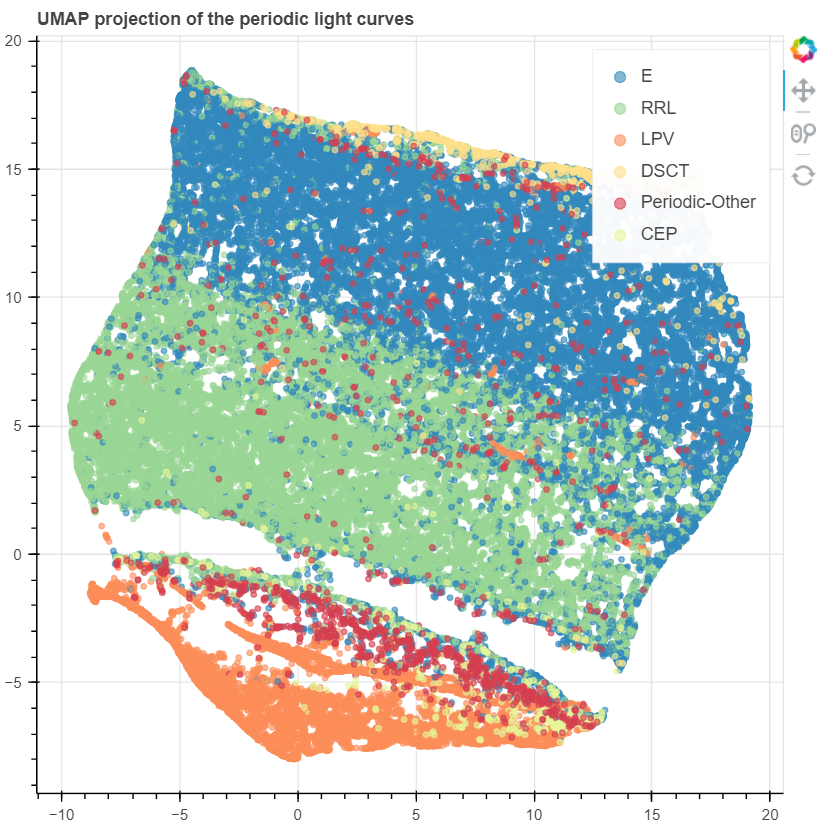 UMAP projection of the periodic light curves
20
15
10
5
0
−5
−10
−5
0
5
10
15
20
E
RRL
LPV
DSCT
Periodic-Other
CEP